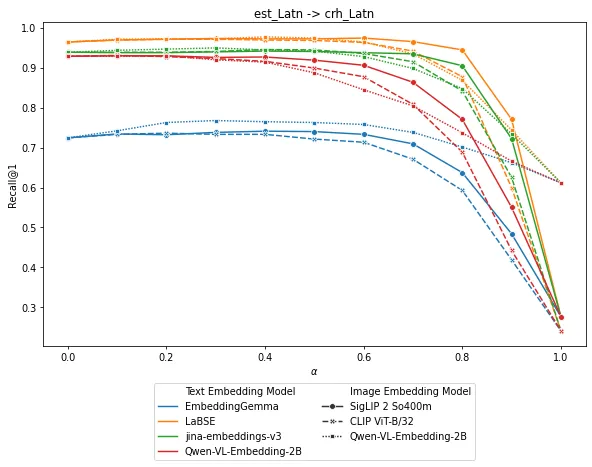 est_Latn -> crh_Latn
Recall@1
1.0
0.9
0.8
0.7
0.6
0.5
0.4
0.3
0.0 0.2 0.4 0.6 0.8 1.0
α
Text Embedding Model
EmbeddingGemma
LaBSE
jina-embeddings-v3
Qwen-VL-Embedding-2B
Image Embedding Model
SigLIP 2 So400m
CLIP ViT-B/32
Qwen-VL-Embedding-2B